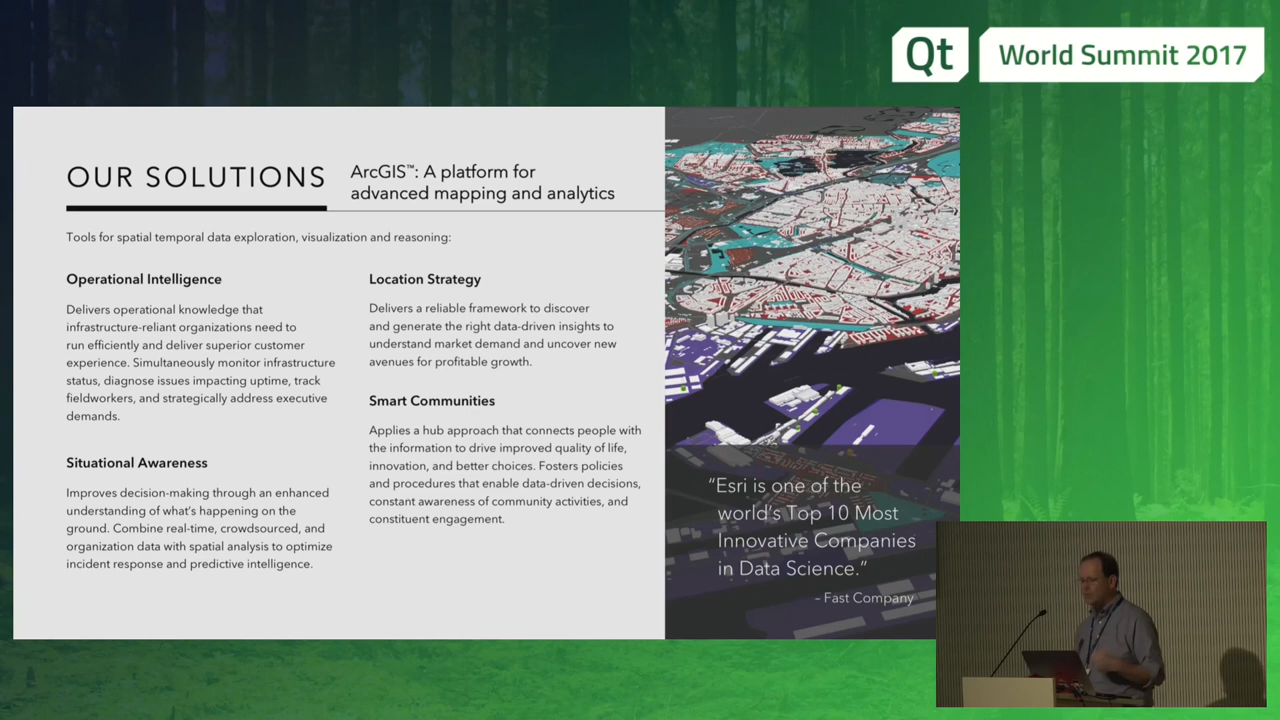 Qt World Summit 2017
OUR SOLUTIONS
ArcGIS™: A platform for
advanced mapping and analytics
Tools for spatial temporal data exploration, visualization and reasoning:
Operational Intelligence
Delivers operational knowledge that
infrastructure-reliant organizations need to
run efficiently and deliver superior customer
experience. Simultaneously monitor infrastructure
status, diagnose issues impacting uptime, track
fieldworkers, and strategically address executive
demands.
Situational Awareness
Improves decision-making through an enhanced
understanding of what's happening on the
ground. Combine real-time, crowdsourced, and
organization data with spatial analysis to optimize
incident response and predictive intelligence.
Location Strategy
Delivers a reliable framework to discover
and generate the right data-driven insights to
understand market demand and uncover new
avenues for profitable growth.
Smart Communities
Applies a hub approach that connects people with
the information to drive improved quality of life,
innovation, and better choices. Fosters policies
and procedures that enable data-driven decisions,
constant awareness of community activities, and
constituent engagement.
“Esri is one of the
world's Top 10 Most
Innovative Companies
in Data Science.”
– Fast Company